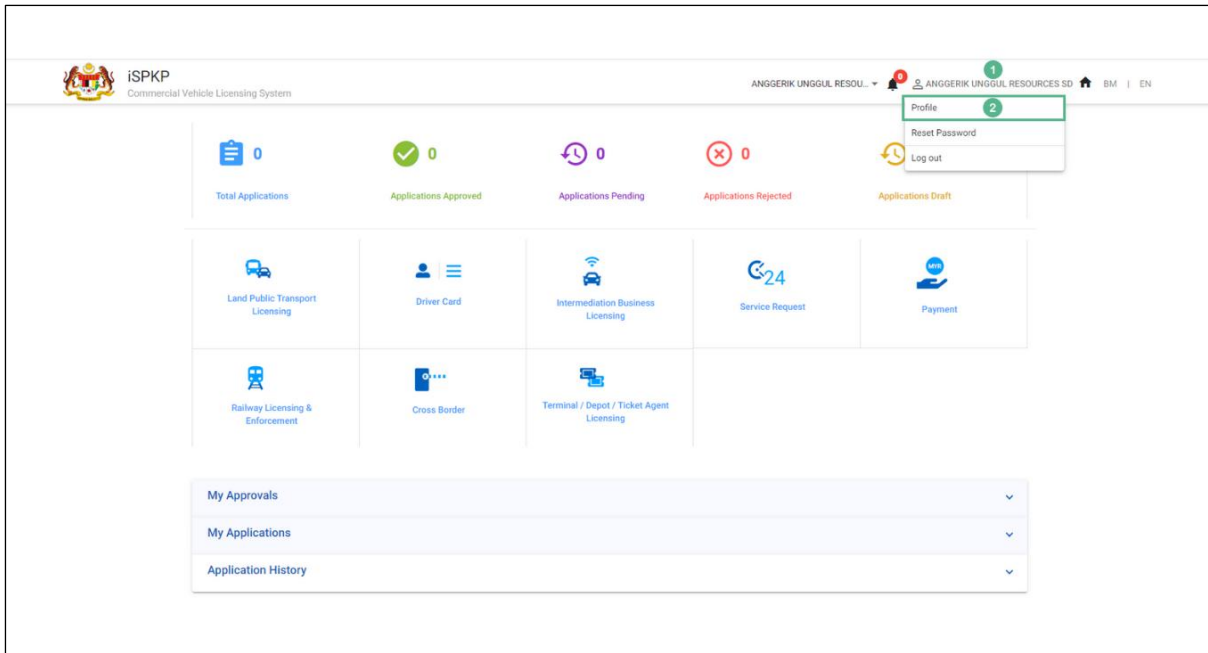 iSPKP
Commercial Vehicle Licensing System
ANGGERIK UNGGUL RESOU... 0 ANGGERIK UNGGUL RESOURCES SD BM | EN
1
Profile 2
Reset Password
Log out
0 0 0 0
Total Applications Applications Approved Applications Pending Applications Rejected Applications Draft
24
MYR
Land Public Transport
Licensing
Driver Card
Intermediation Business
Licensing
Service Request
Payment
Railway Licensing &
Enforcement
Cross Border
Terminal / Depot / Ticket Agent
Licensing
My Approvals
My Applications
Application History